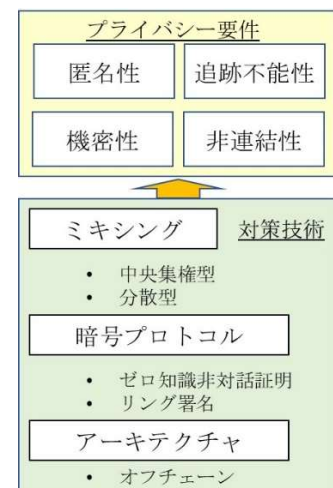 プライバシー要件
匿名性 追跡不能性
機密性 非連結性
ミキシング 対策技術
• 中央集権型
• 分散型
暗号プロトコル
• ゼロ知識非対話証明
• リング署名
アーキテクチャ
• オフチェーン